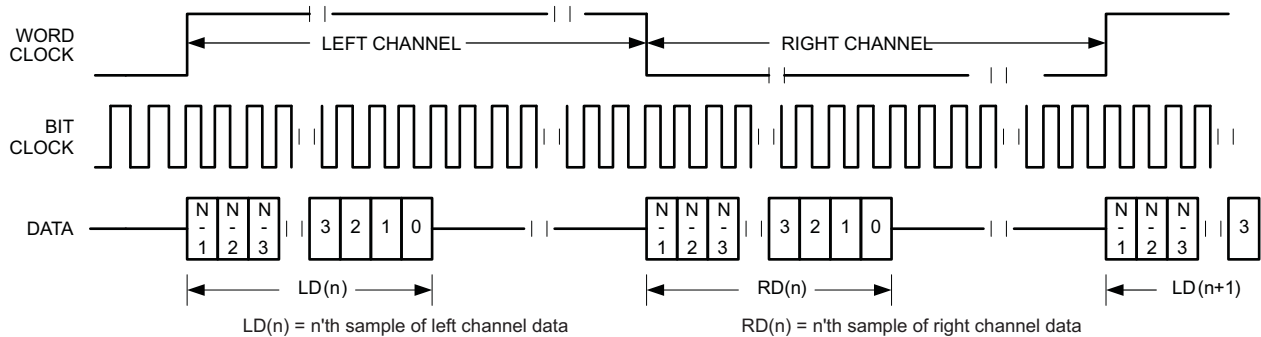 WORD
CLOCK
LEFT CHANNEL
RIGHT CHANNEL
BIT
CLOCK
DATA
N-1 N-2 N-3 3 2 1 0 N-1 N-2 N-3 3 2 1 0 N-1 N-2 N-3 3
LD(n) RD(n) LD(n+1)
LD(n) = n'th sample of left channel data
RD(n) = n'th sample of right channel data